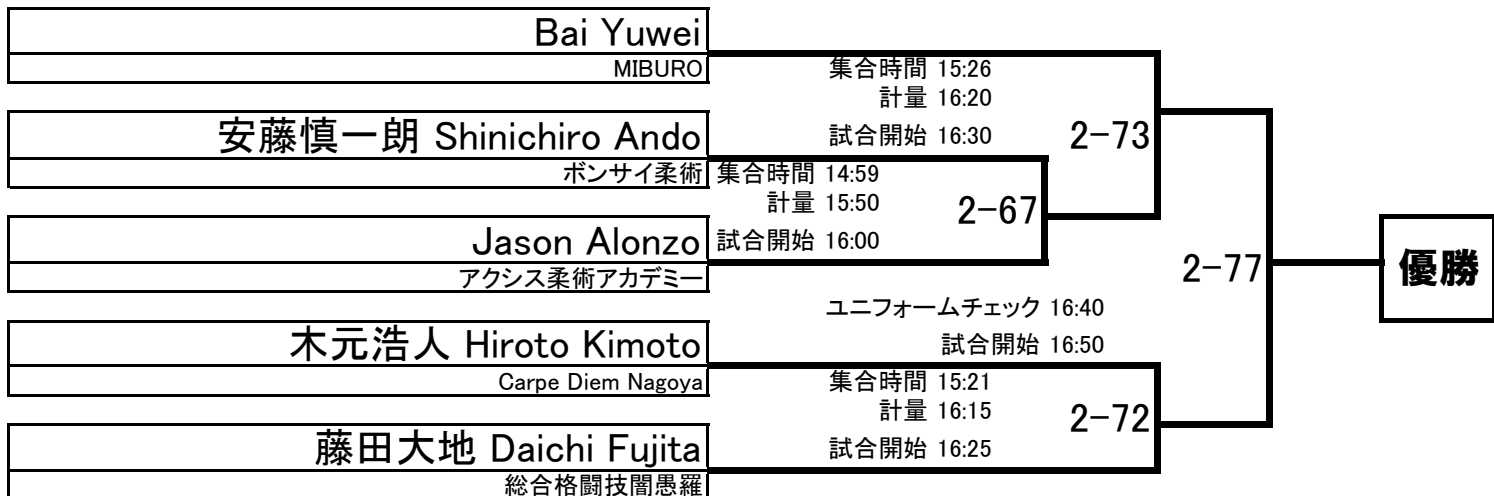 Bai Yuwei
MIBURO
集合時間 15:26
計量 16:20
試合開始 16:30
2-73
安藤慎一朗 Shinichiro Ando
ボンサイ柔術
集合時間 14:59
計量 15:50
試合開始 16:00
2-67
Jason Alonzo
アクシス柔術アカデミー
2-77
優勝
ユニフォームチェック 16:40
試合開始 16:50
木元浩人 Hiroto Kimoto
Carpe Diem Nagoya
集合時間 15:21
計量 16:15
試合開始 16:25
2-72
藤田大地 Daichi Fujita
総合格闘技闇愚羅